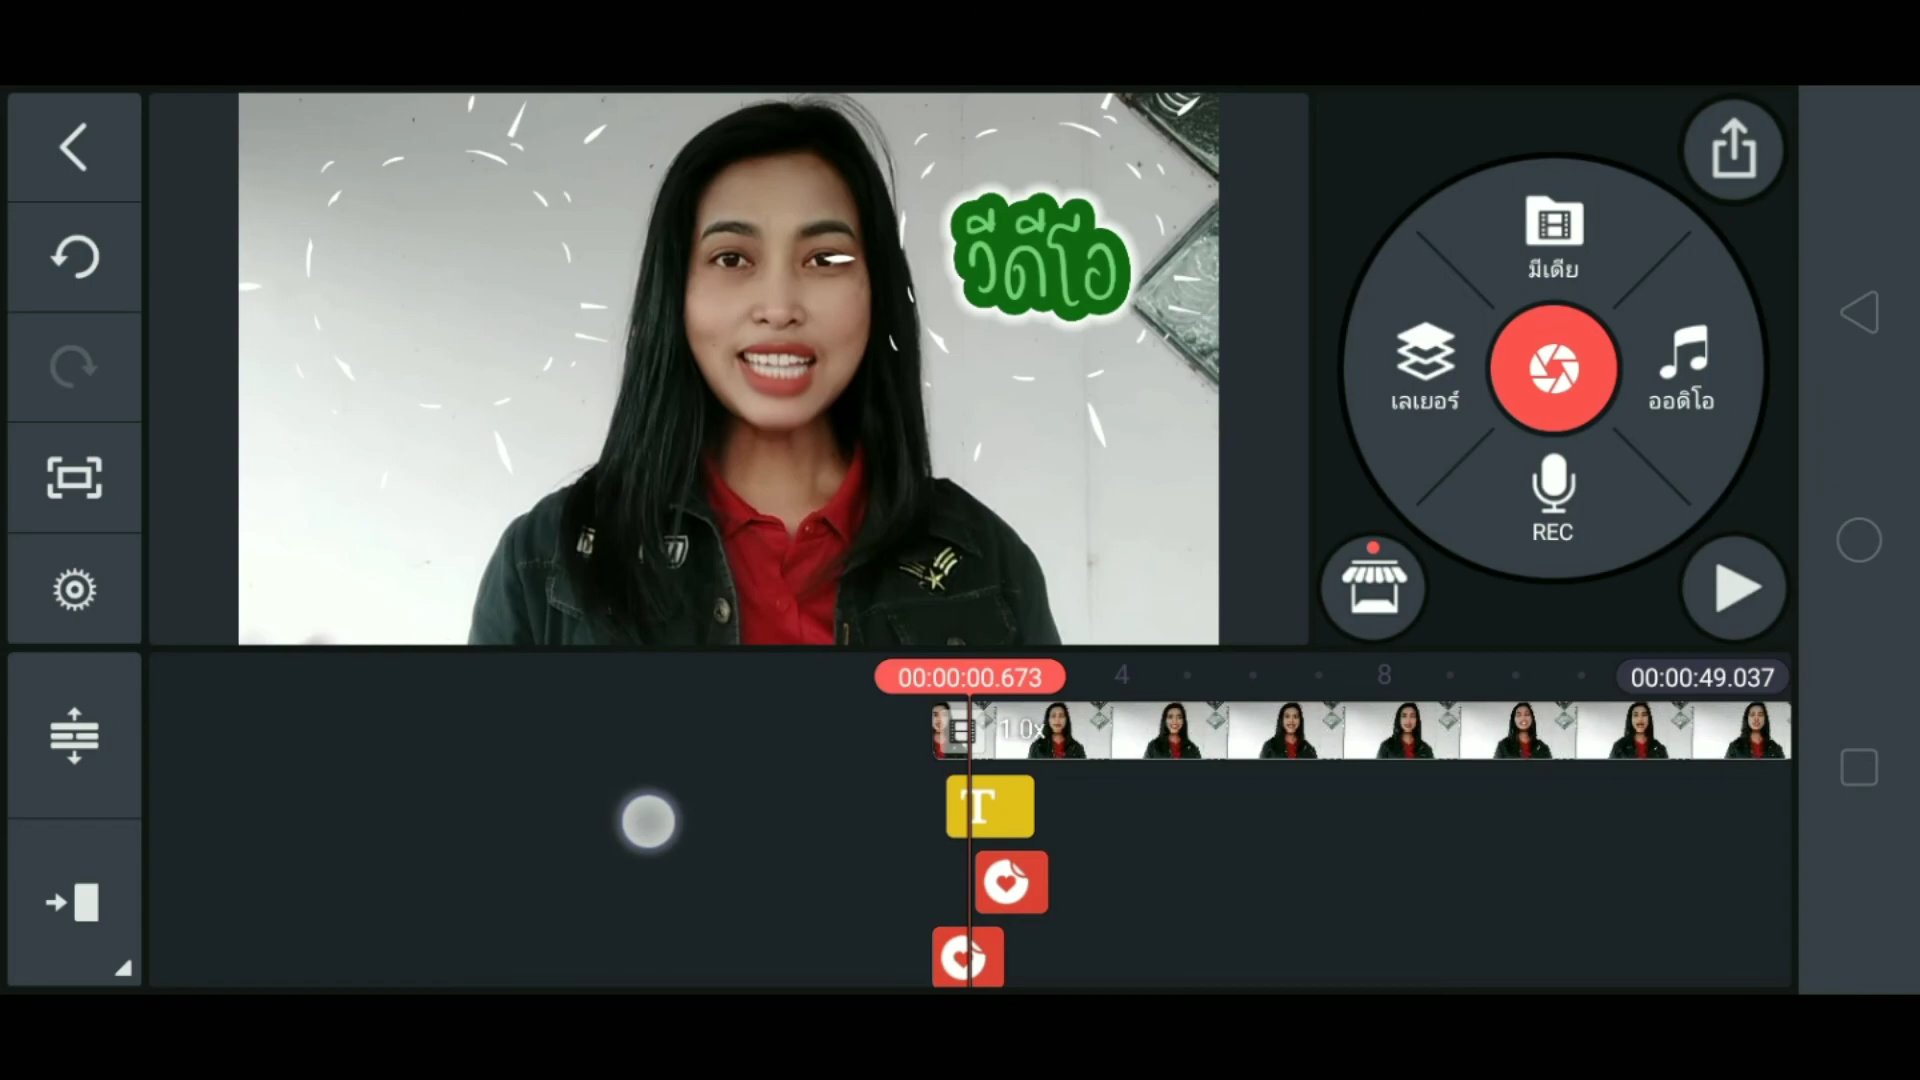 วีดีโอ
มีเดีย
เลเยอร์
ออดิโอ
REC
00:00:00.673
4
8
00:00:49.037
1.0x
T